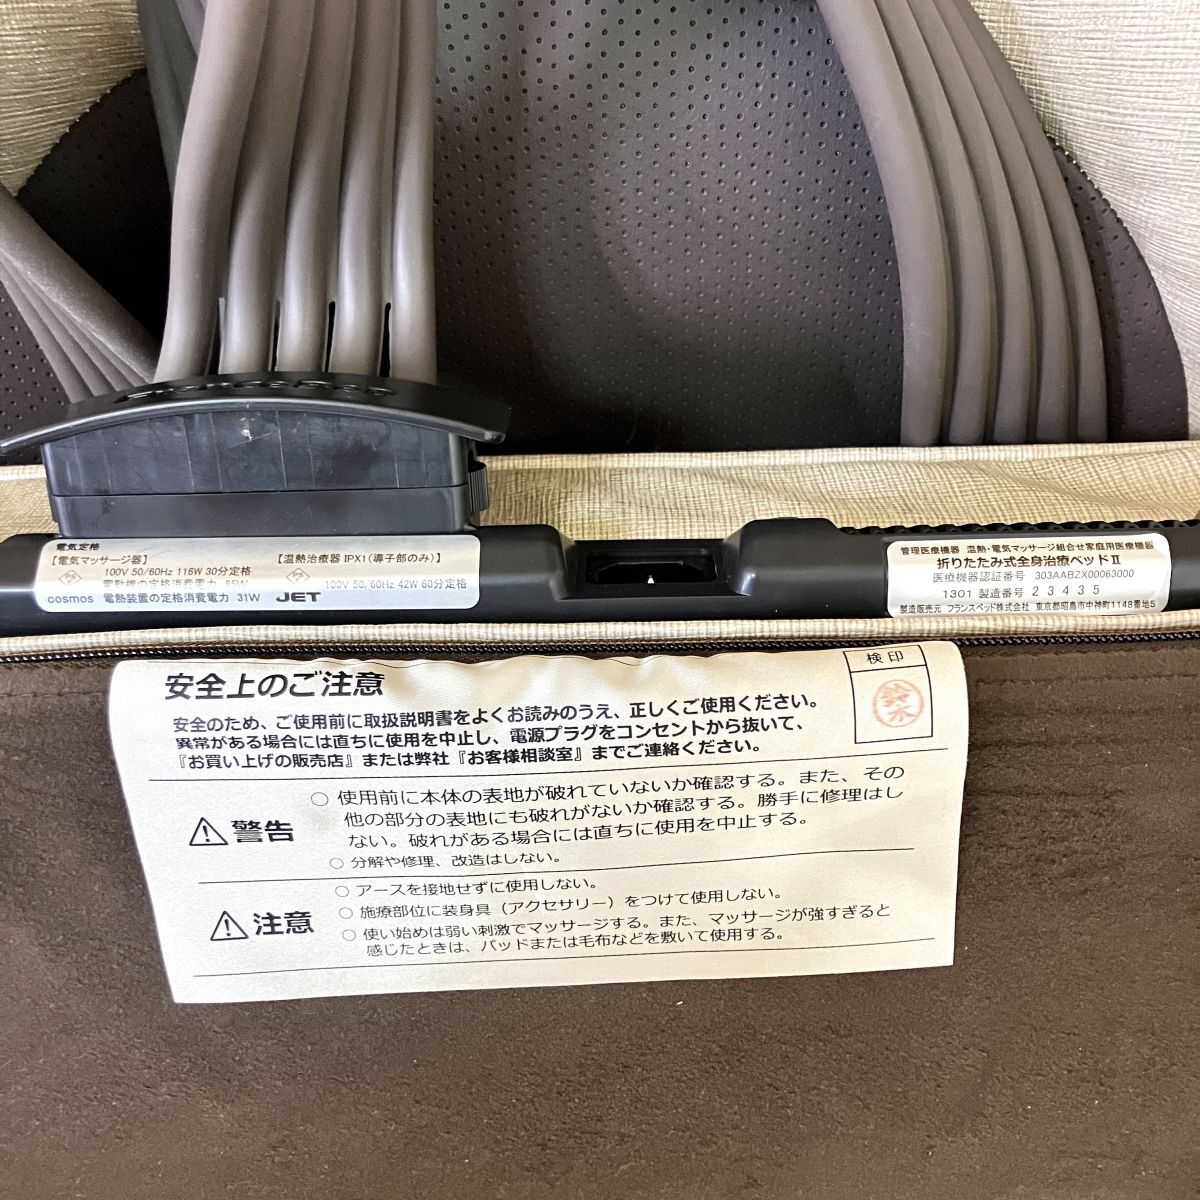 電気定格
【電気マッサージ器】
100V 50/60Hz 116W 30分定格
電動機の定格消費電力 85W
電熱装置の定格消費電力 31W
PS
cosmos
【温熱治療器 IPX1(導子部のみ)】
100V 50/60Hz 42W 60分定格
PS
JET
管理医療機器 温熱・電気マッサージ組合せ家庭用医療機器
折りたたみ式全身治療ベッドⅡ
医療機器認証番号 303AABZX00063000
1301 製造番号 23435
製造販売元 フランスベッド株式会社 東京都昭島市中神町1148番地5
安全上のご注意
検印
鈴木
安全のため、ご使用前に取扱説明書をよくお読みのうえ、正しくご使用ください。
異常がある場合には直ちに使用を中止し、電源プラグをコンセントから抜いて、
『お買い上げの販売店』または弊社『お客様相談室』までご連絡ください。
⚠警告
○ 使用前に本体の表地が破れていないか確認する。また、その
他の部分の表地にも破れがないか確認する。勝手に修理はし
ない。破れがある場合には直ちに使用を中止する。
○ 分解や修理、改造はしない。
⚠注意
○ アースを接地せずに使用しない。
○ 施療部位に装身具（アクセサリー）をつけて使用しない。
○ 使い始めは弱い刺激でマッサージする。また、マッサージが強すぎると
感じたときは、パッドまたは毛布などを敷いて使用する。